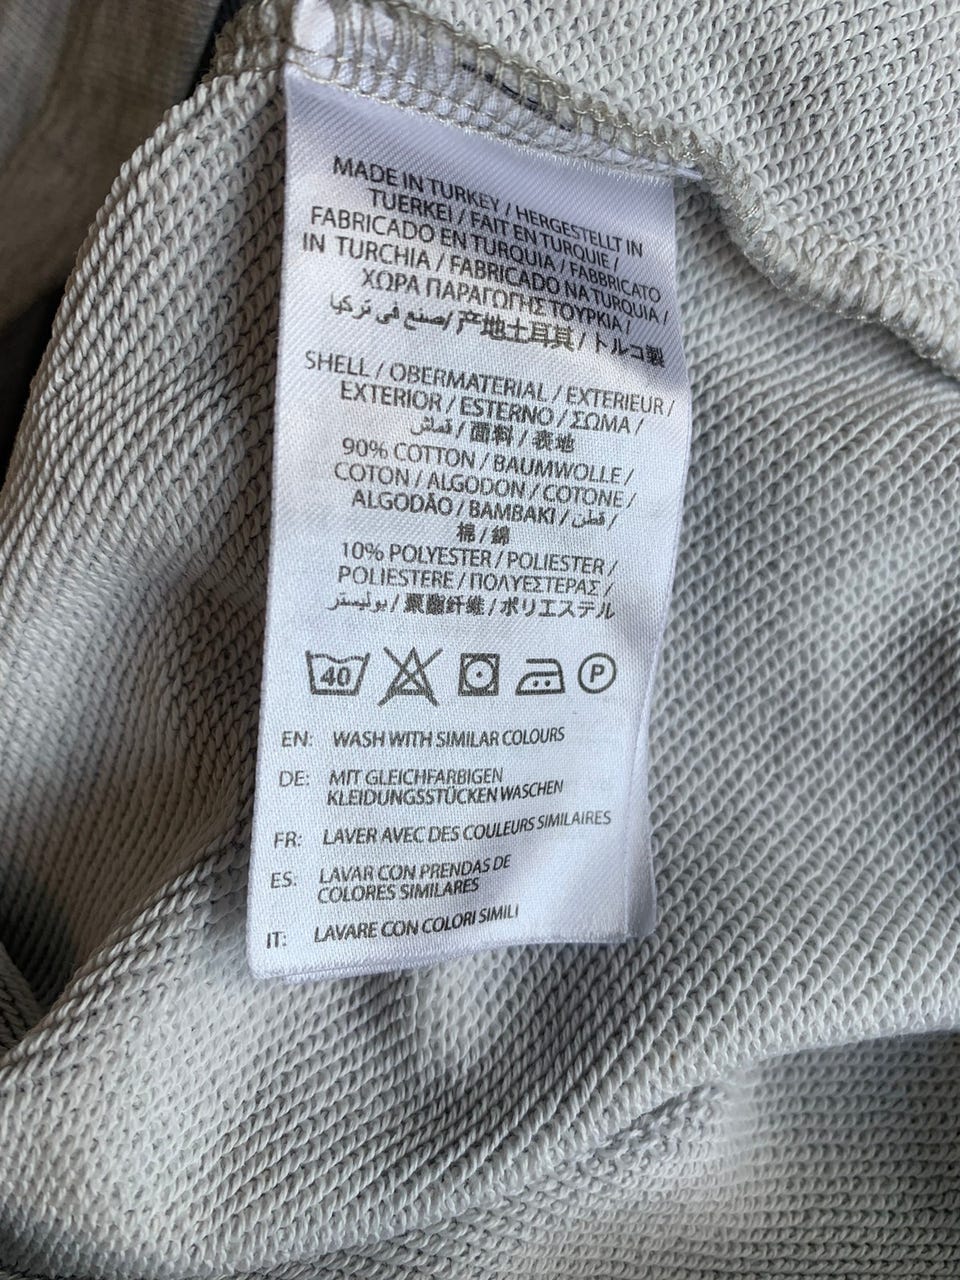 MADE IN TURKEY / HERGESTELLT IN
TUERKEI / FAIT EN TURQUIE /
FABRICADO EN TURQUIA / FABBRICATO
IN TURCHIA / FABRICADO NA TURQUIA /
ΧΩΡΑ ΠΑΡΑΓΩΓΗΣ ΤΟΥΡΚΙΑ /
صنع في تركيا/产地土耳其/トルコ製
SHELL / OBERMATERIAL / EXTERIEUR /
EXTERIOR / ESTERNO / ΣΩΜΑ /
قماش / 面料 / 表地
90% COTTON / BAUMWOLLE /
COTON / ALGODON / COTONE /
ALGODÃO / BAMBAKI / قطن /
棉 / 綿
10% POLYESTER / POLIESTER /
POLIESTERE / ΠΟΛΥΕΣΤΕΡΑΣ /
بوليستر / 聚酯纤维 / ポリエステル
40 P
EN: WASH WITH SIMILAR COLOURS
DE: MIT GLEICHFARBIGEN
KLEIDUNGSSTÜCKEN WASCHEN
FR: LAVER AVEC DES COULEURS SIMILAIRES
ES: LAVAR CON PRENDAS DE
COLORES SIMILARES
IT: LAVARE CON COLORI SIMILI